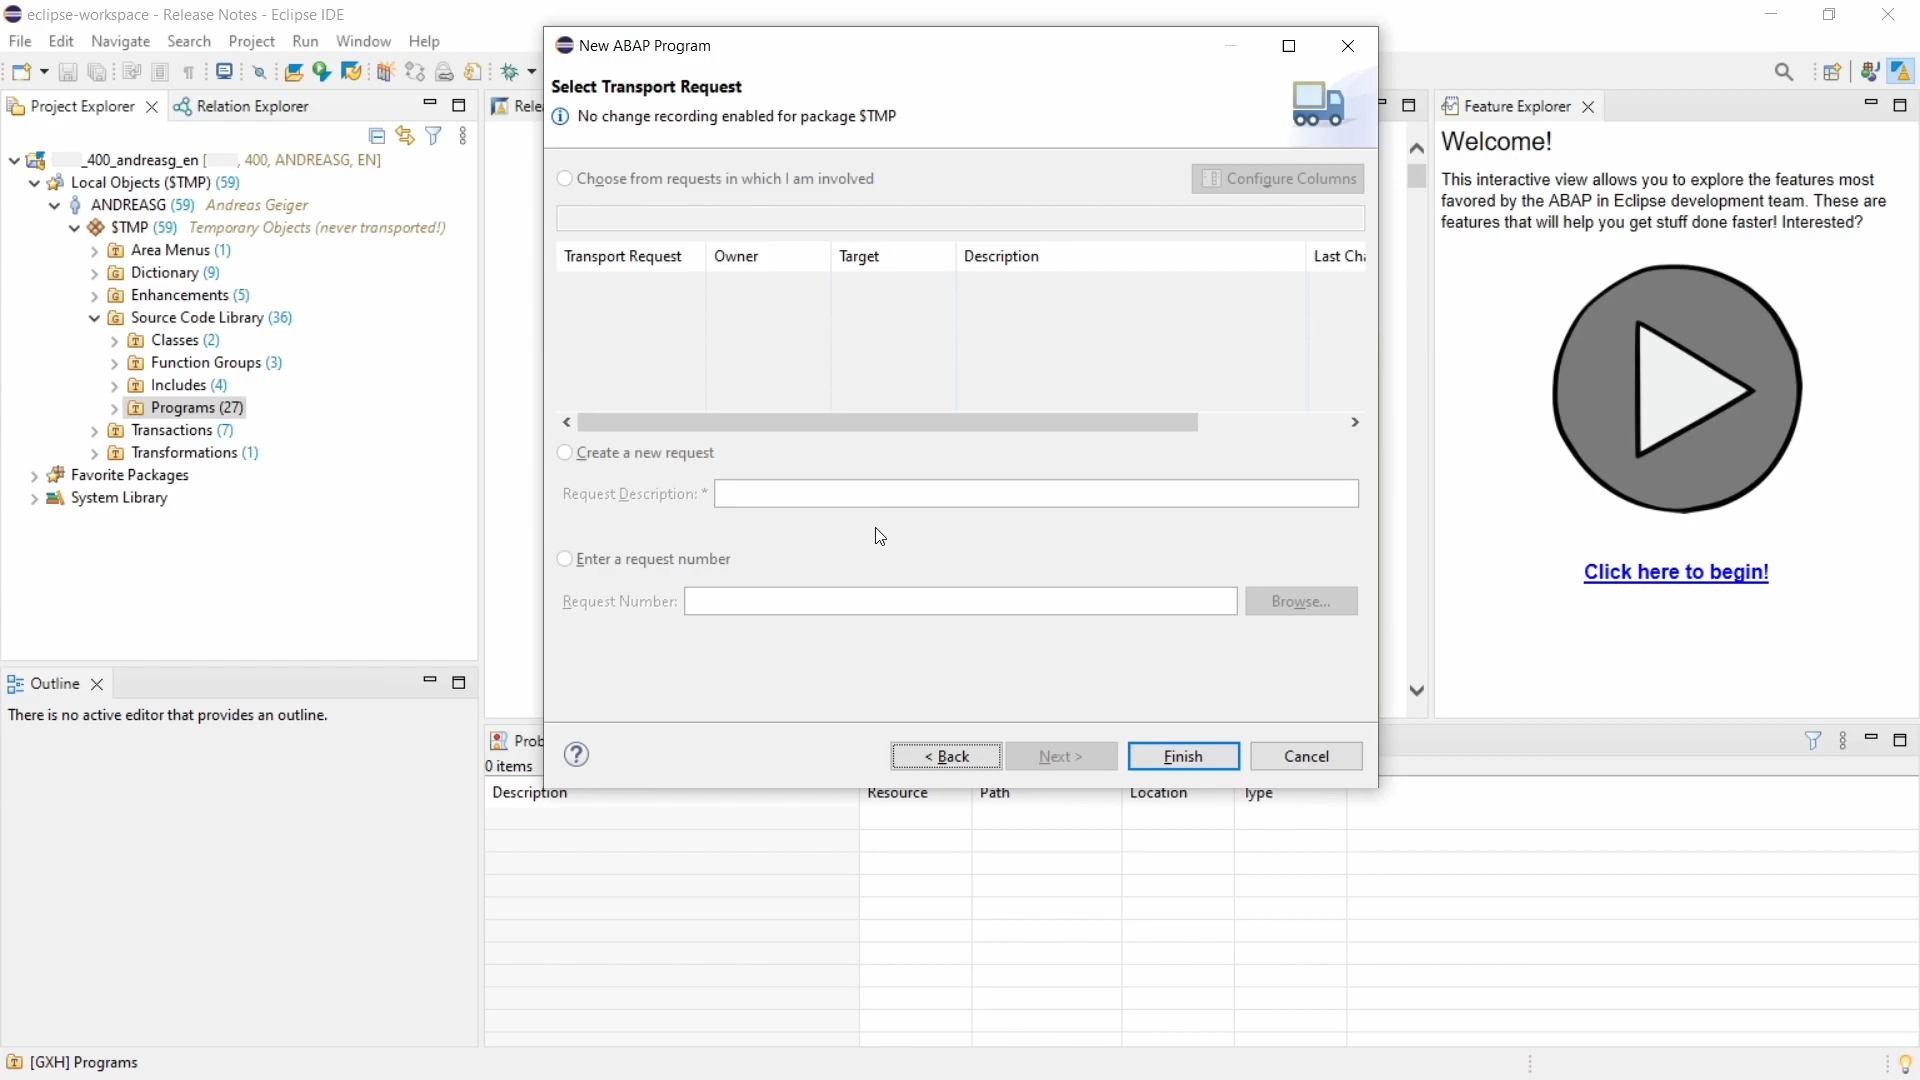 eclipse-workspace - Release Notes - Eclipse IDE
File Edit Navigate Search Project Run Window Help
Project Explorer
Relation Explorer
_400_andreasg_en [ , 400, ANDREASG, EN]
Local Objects ($TMP) (59)
ANDREASG (59) Andreas Geiger
$TMP (59) Temporary Objects (never transported!)
Area Menus (1)
Dictionary (9)
Enhancements (5)
Source Code Library (36)
Classes (2)
Function Groups (3)
Includes (4)
Programs (27)
Transactions (7)
Transformations (1)
Favorite Packages
System Library
Outline
There is no active editor that provides an outline.
Rele
New ABAP Program
Select Transport Request
No change recording enabled for package $TMP
Choose from requests in which I am involved
Configure Columns
Transport Request Owner Target Description Last Cha
Create a new request
Request Description: *
Enter a request number
Request Number:
Browse...
< Back
Next >
Finish
Cancel
Feature Explorer
Welcome!
This interactive view allows you to explore the features most
favored by the ABAP in Eclipse development team. These are
features that will help you get stuff done faster! Interested?
Click here to begin!
Prob
0 items
Description Resource Path Location Type
[GXH] Programs